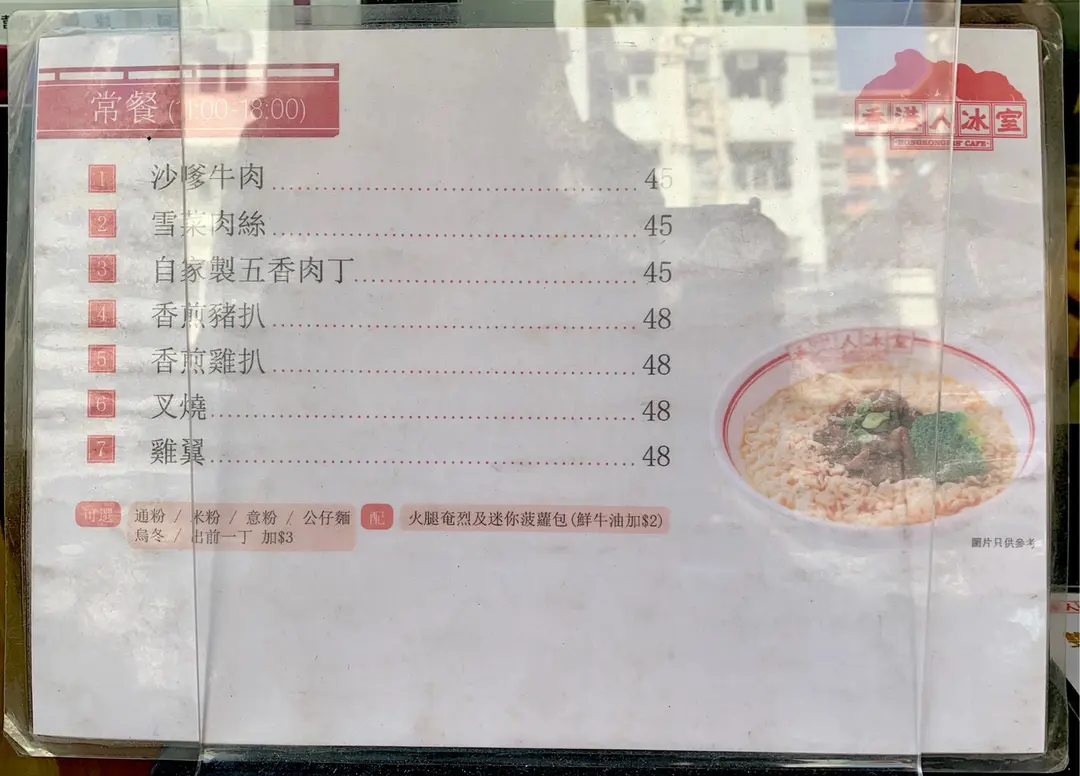 常餐 (11:00-18:00)
香港人冰室
HONGKONGERS' CAFE
1 沙嗲牛肉 45
2 雪菜肉絲 45
3 自家製五香肉丁 45
4 香煎豬扒 48
5 香煎雞扒 48
6 叉燒 48
7 雞翼 48
可選 通粉 / 米粉 / 意粉 / 公仔麵
烏冬 / 出前一丁 加$3
配 火腿奄烈及迷你菠蘿包(鮮牛油加$2)
人冰室
圖片只供參考